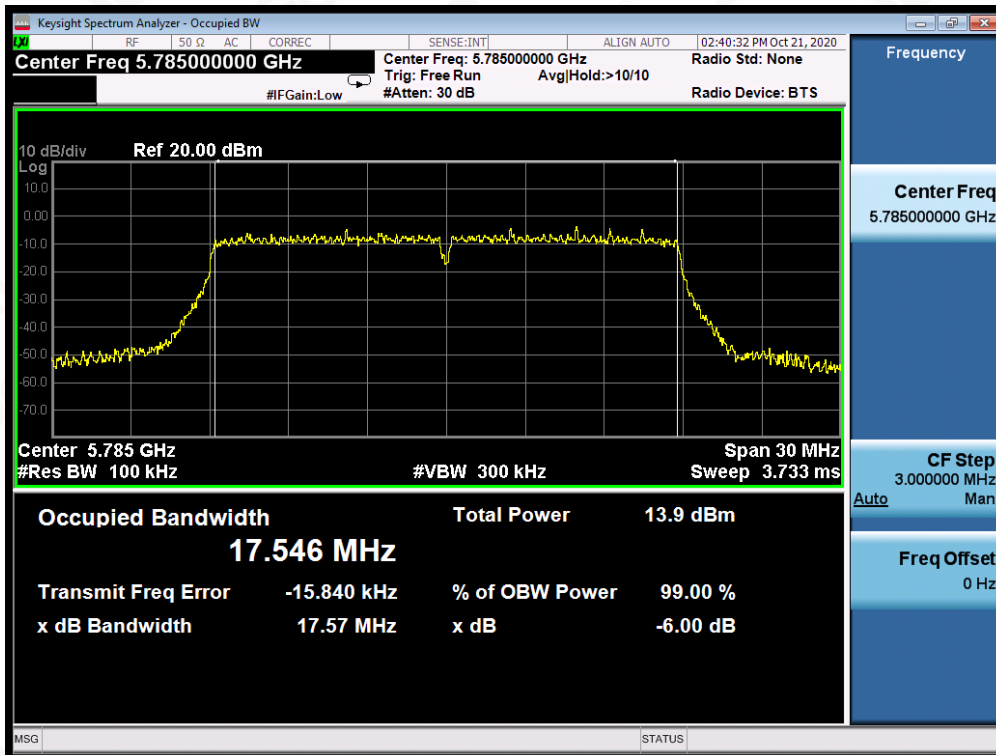 Keysight Spectrum Analyzer - Occupied BW
LXI RF 50 Ω AC CORREC SENSE:INT ALIGN AUTO 02:40:32 PM Oct 21, 2020
Center Freq 5.785000000 GHz
#IFGain:Low
Center Freq: 5.785000000 GHz
Trig: Free Run Avg|Hold:>10/10
#Atten: 30 dB
Radio Std: None
Radio Device: BTS
10 dB/div Ref 20.00 dBm
Log
10.0
0.00
-10.0
-20.0
-30.0
-40.0
-50.0
-60.0
-70.0
Center 5.785 GHz Span 30 MHz
#Res BW 100 kHz #VBW 300 kHz Sweep 3.733 ms
Occupied Bandwidth Total Power 13.9 dBm
17.546 MHz
Transmit Freq Error -15.840 kHz % of OBW Power 99.00 %
x dB Bandwidth 17.57 MHz x dB -6.00 dB
Frequency
Center Freq
5.785000000 GHz
CF Step
3.000000 MHz
Auto Man
Freq Offset
0 Hz
MSG STATUS